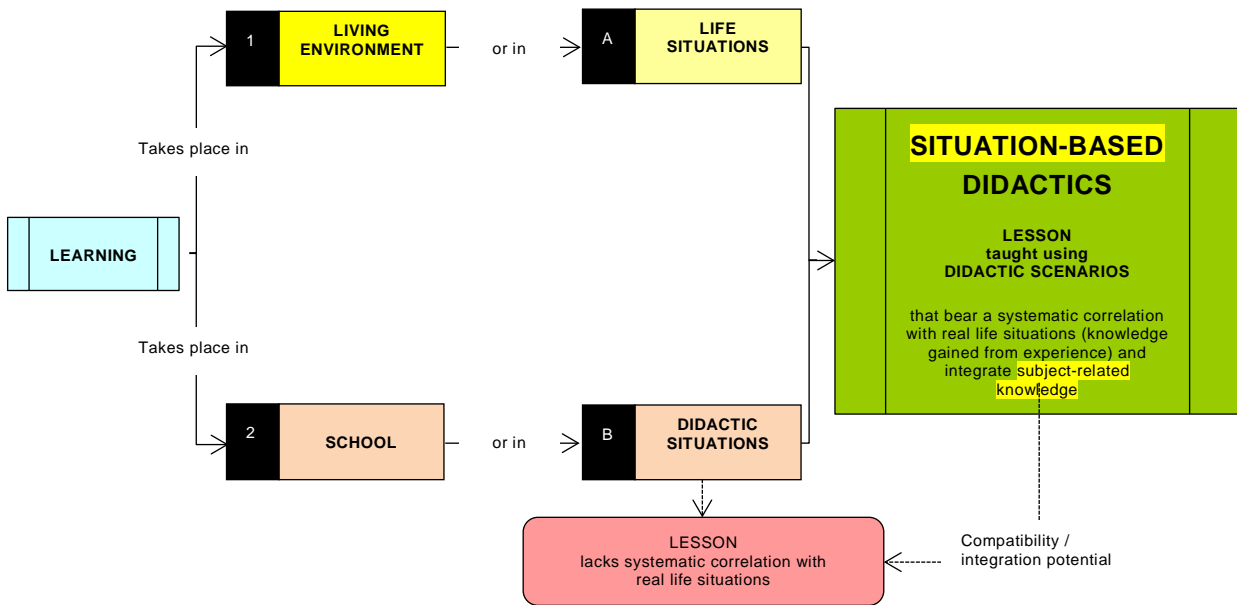 1
LIVING
ENVIRONMENT
or in
A
LIFE
SITUATIONS
Takes place in
LEARNING
Takes place in
2
SCHOOL
or in
B
DIDACTIC
SITUATIONS
SITUATION-BASED
DIDACTICS
LESSON
taught using
DIDACTIC SCENARIOS
that bear a systematic correlation
with real life situations (knowledge
gained from experience) and
integrate subject-related
knowledge
LESSON
lacks systematic correlation with
real life situations
Compatibility /
integration potential